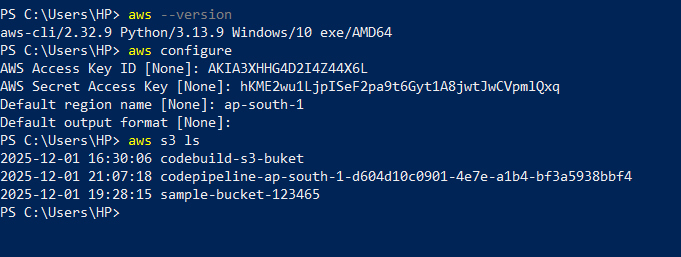 PS C:\Users\HP> aws --version
aws-cli/2.32.9 Python/3.13.9 Windows/10 exe/AMD64
PS C:\Users\HP> aws configure
AWS Access Key ID [None]: AKIA3XHHG4D2I4Z44X6L
AWS Secret Access Key [None]: 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
Default region name [None]: ap-south-1
Default output format [None]:
PS C:\Users\HP> aws s3 ls
2025-12-01 16:30:06 codebuild-s3-buket
2025-12-01 21:07:18 codepipeline-ap-south-1-d604d10c0901-4e7e-a1b4-bf3a5938bbf4
2025-12-01 19:28:15 sample-bucket-123465
PS C:\Users\HP>